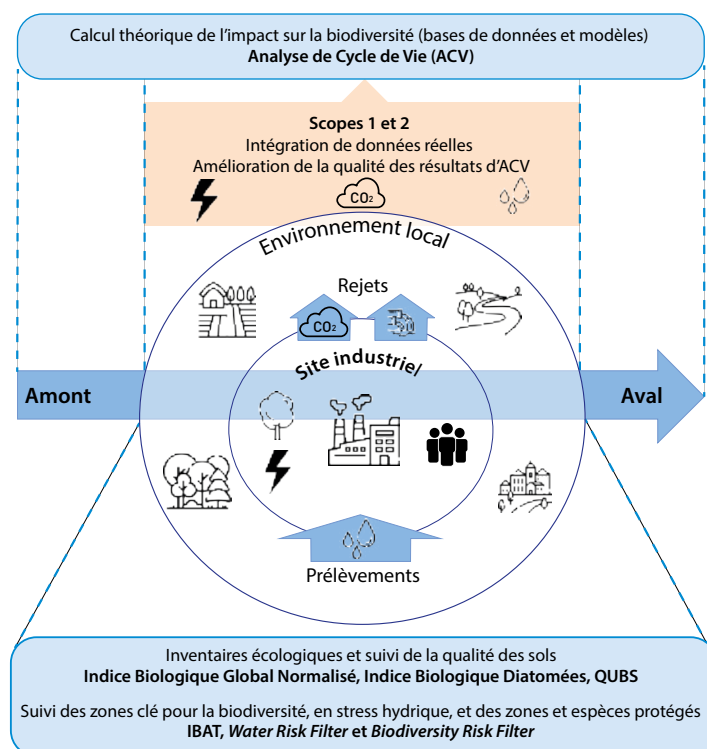 Calcul théorique de l'impact sur la biodiversité (bases de données et modèles)
Analyse de Cycle de Vie (ACV)
Scopes 1 et 2
Intégration de données réelles
Amélioration de la qualité des résultats d'ACV
CO2
Environnement local
Rejets
CO2
Site industriel
Amont
Aval
Prélèvements
Inventaires écologiques et suivi de la qualité des sols
Indice Biologique Global Normalisé, Indice Biologique Diatomées, QUBS
Suivi des zones clé pour la biodiversité, en stress hydrique, et des zones et espèces protégés
IBAT, Water Risk Filter et Biodiversity Risk Filter